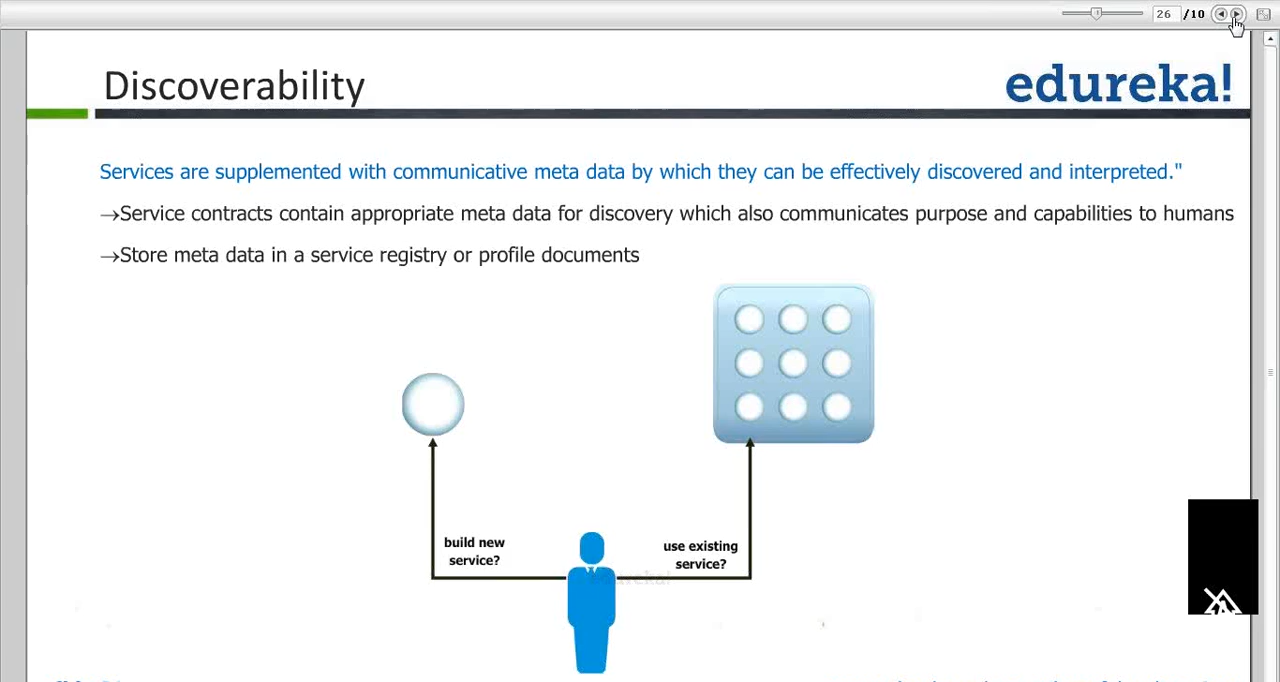 26 /10
Discoverability
edureka!
Services are supplemented with communicative meta data by which they can be effectively discovered and interpreted."
→Service contracts contain appropriate meta data for discovery which also communicates purpose and capabilities to humans
→Store meta data in a service registry or profile documents
build new
service?
use existing
service?
edureka!